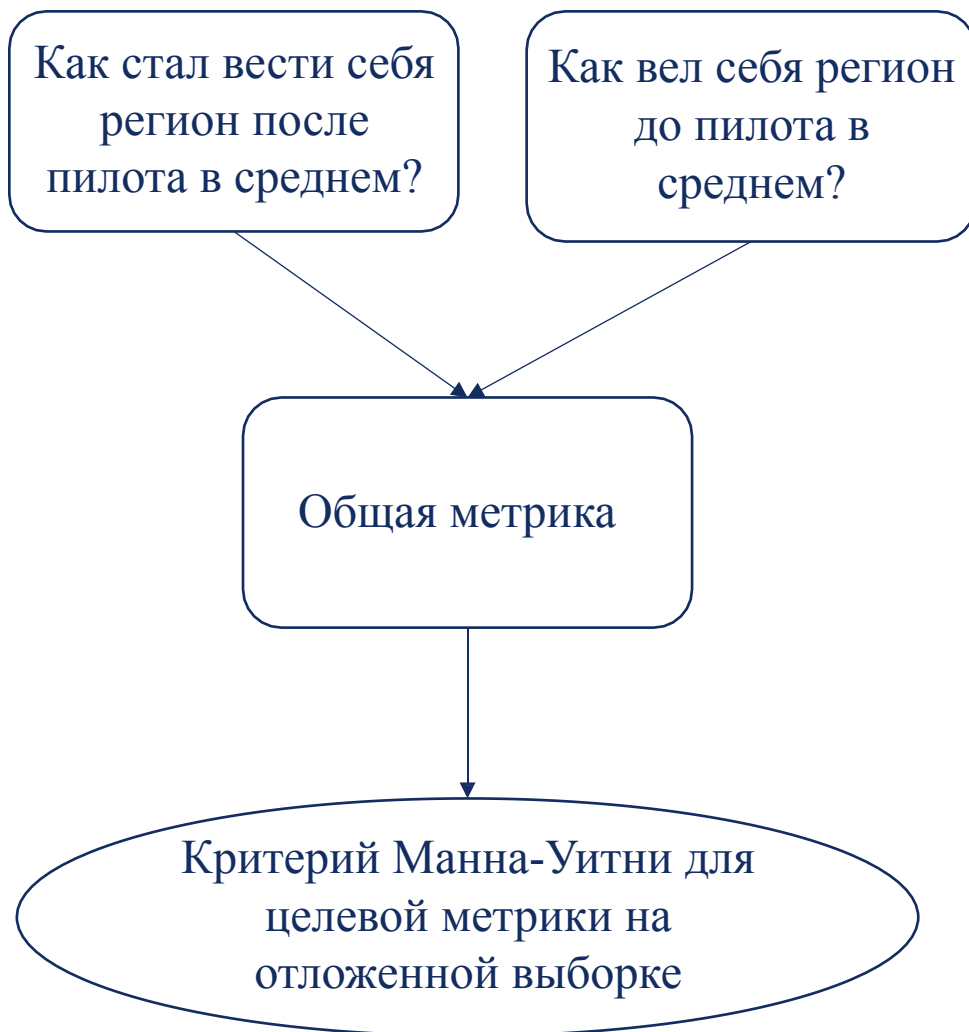 Как стал вести себя
регион после
пилота в среднем?
Как вел себя регион
до пилота в
среднем?
Общая метрика
Критерий Манна-Уитни для
целевой метрики на
отложенной выборке